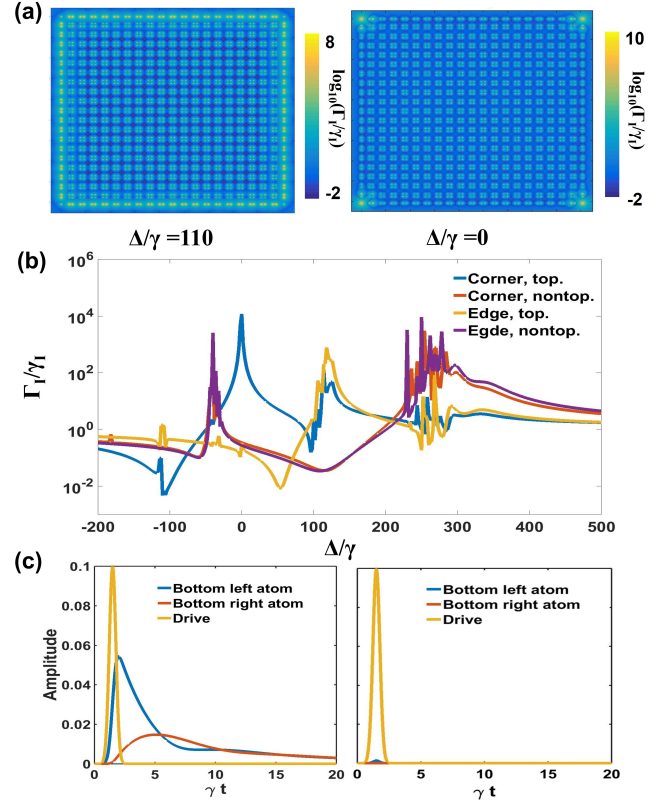 (a)
8
log10(ΓI/γI)
-2
10
log10(ΓI/γI)
-2
Δ/γ =110
Δ/γ=0
(b)
10^6
10^4
10^2
10^0
10^-2
ΓI/γI
Corner, top.
Corner, nontop.
Edge, top.
Egde, nontop.
-200
-100
0
100
200
300
400
500
Δ/γ
(c)
0.1
0.08
0.06
0.04
0.02
0
Amplitude
Bottom left atom
Bottom right atom
Drive
0
5
10
15
20
γ t
Bottom left atom
Bottom right atom
Drive
0
5
10
15
20
γ t